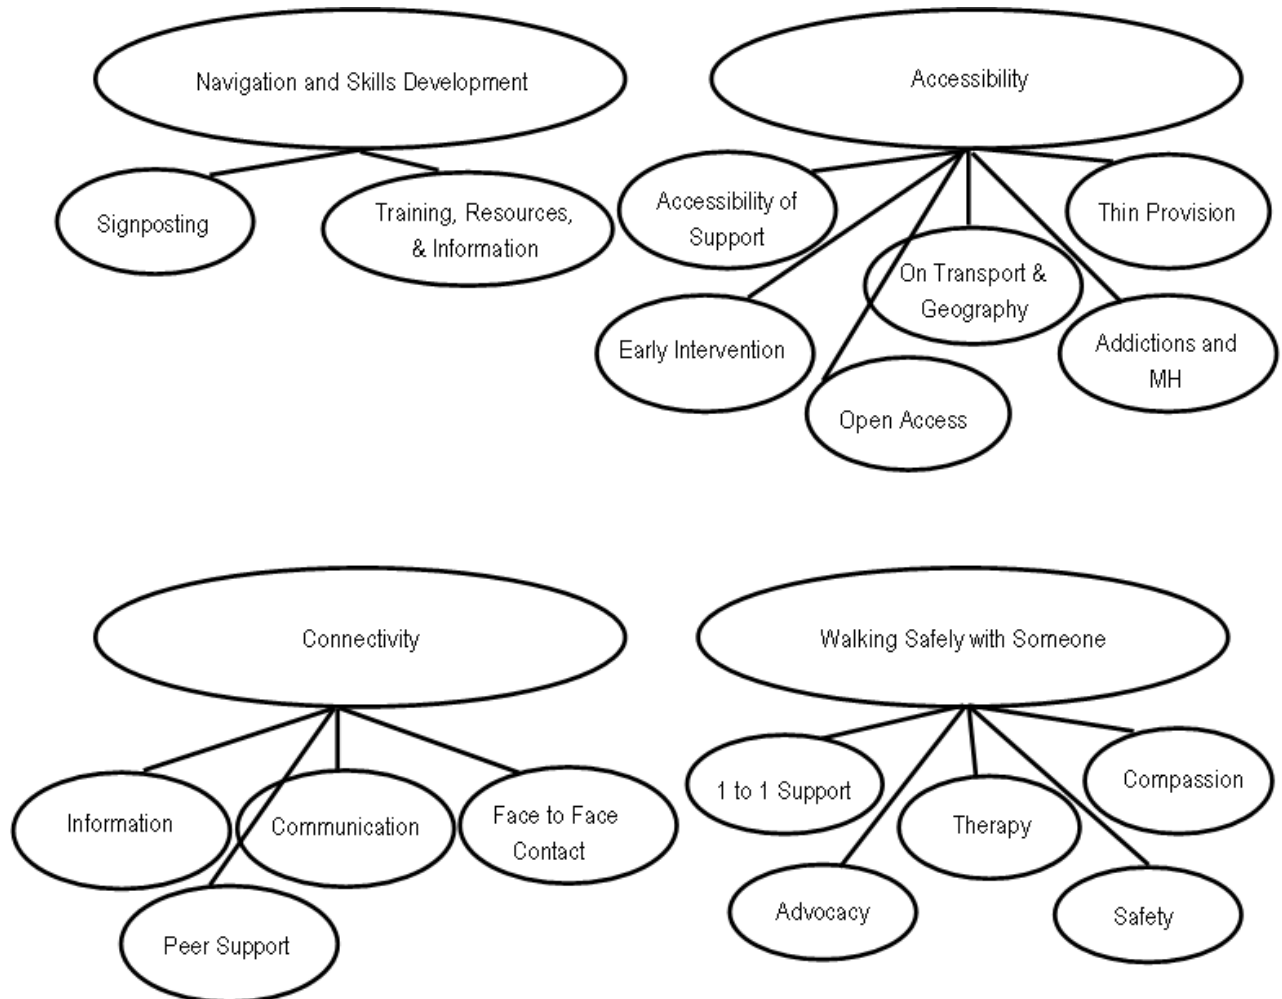 Navigation and Skills Development
Signposting
Training, Resources,
& Information
Accessibility
Accessibility of
Support
Early Intervention
Open Access
On Transport &
Geography
Addictions and
MH
Thin Provision
Connectivity
Information
Peer Support
Communication
Face to Face
Contact
Walking Safely with Someone
1 to 1 Support
Advocacy
Therapy
Safety
Compassion